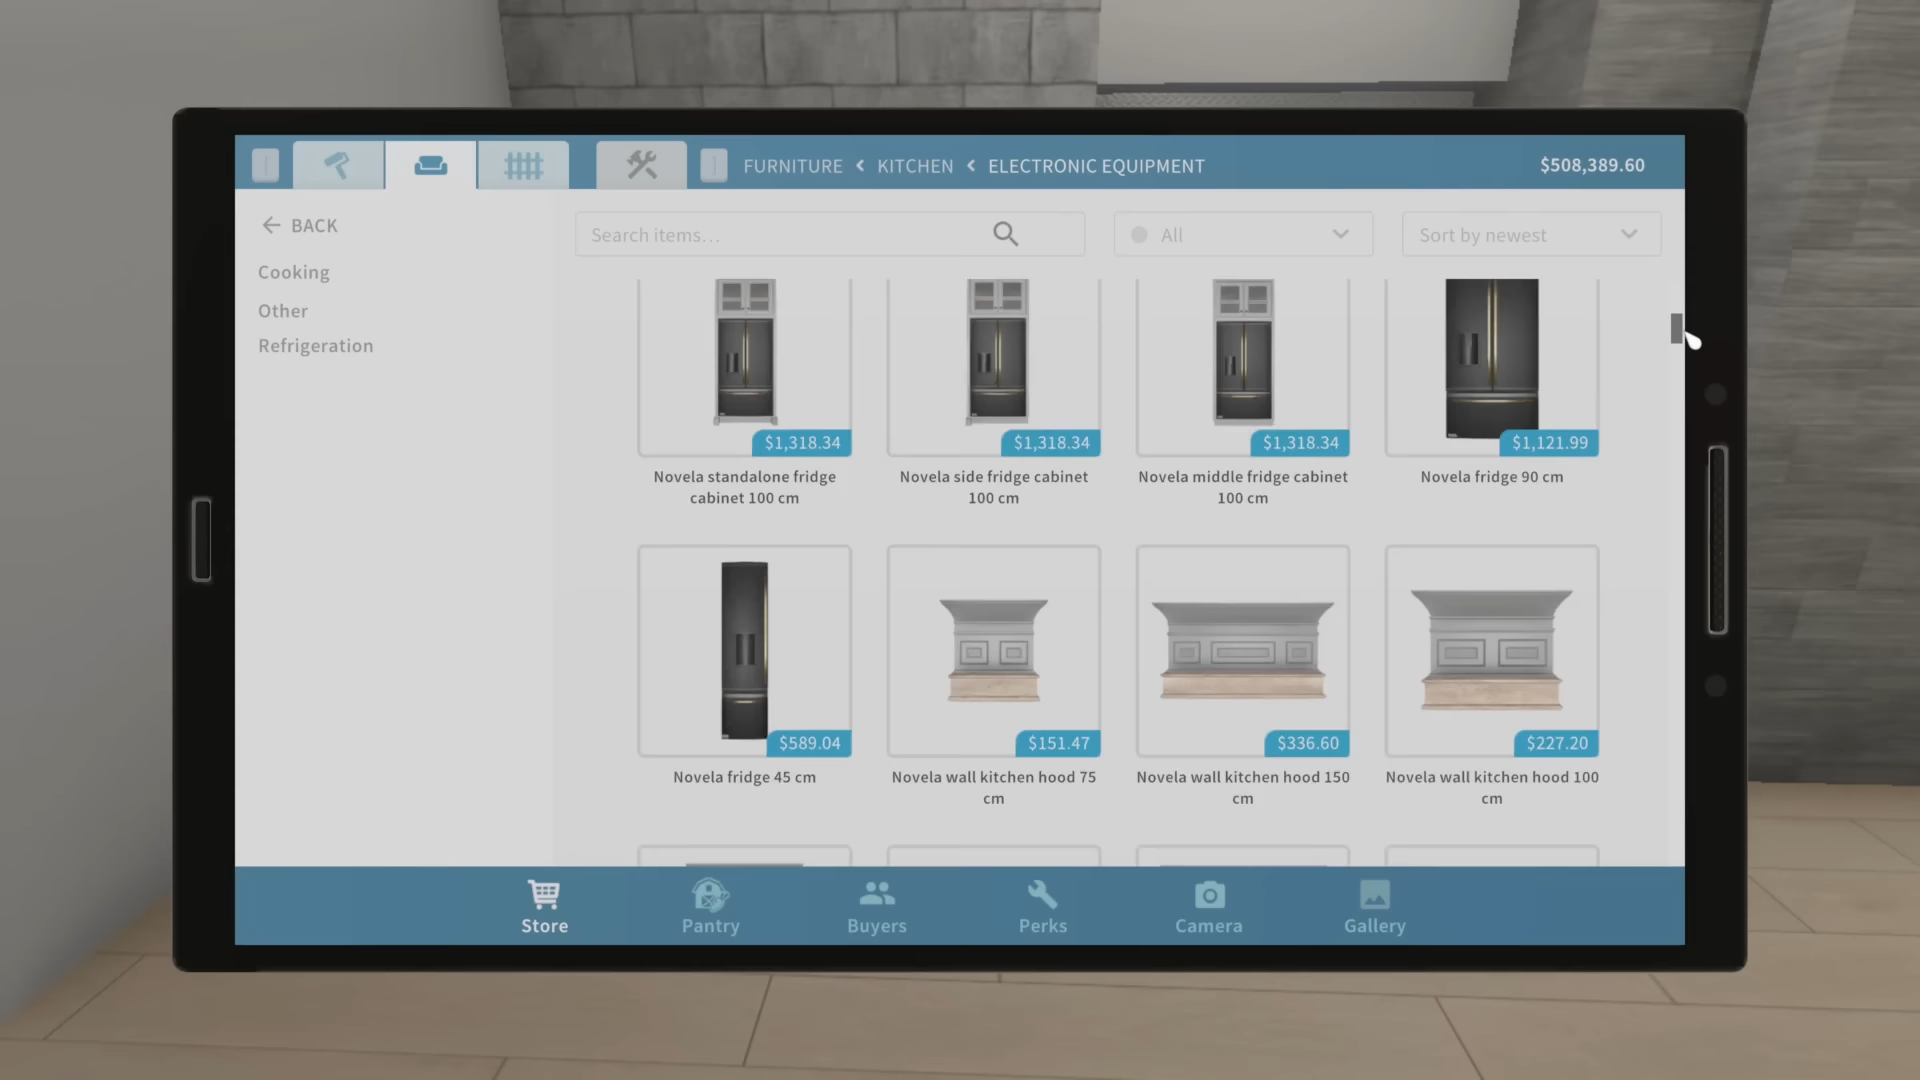 FURNITURE < KITCHEN < ELECTRONIC EQUIPMENT
$508,389.60
BACK
Search items...
All
Sort by newest
Cooking
Other
Refrigeration
$1,318.34
$1,318.34
$1,318.34
$1,121.99
Novela standalone fridge
cabinet 100 cm
Novela side fridge cabinet
100 cm
Novela middle fridge cabinet
100 cm
Novela fridge 90 cm
$589.04
$151.47
$336.60
$227.20
Novela fridge 45 cm
Novela wall kitchen hood 75
cm
Novela wall kitchen hood 150
cm
Novela wall kitchen hood 100
cm
Store
Pantry
Buyers
Perks
Camera
Gallery